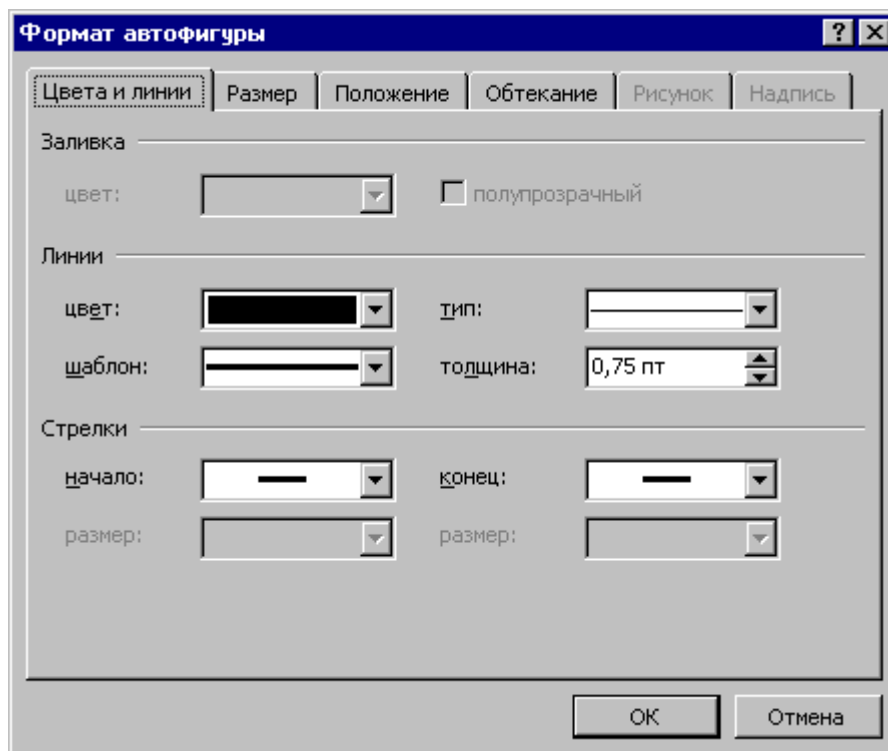 Формат автофигуры
Цвета и линии Размер Положение Обтекание Рисунок Надпись
Заливка
цвет: полупрозрачный
Линии
цвет: тип:
шаблон: толщина: 0,75 пт
Стрелки
начало: конец:
размер: размер:
ОК Отмена